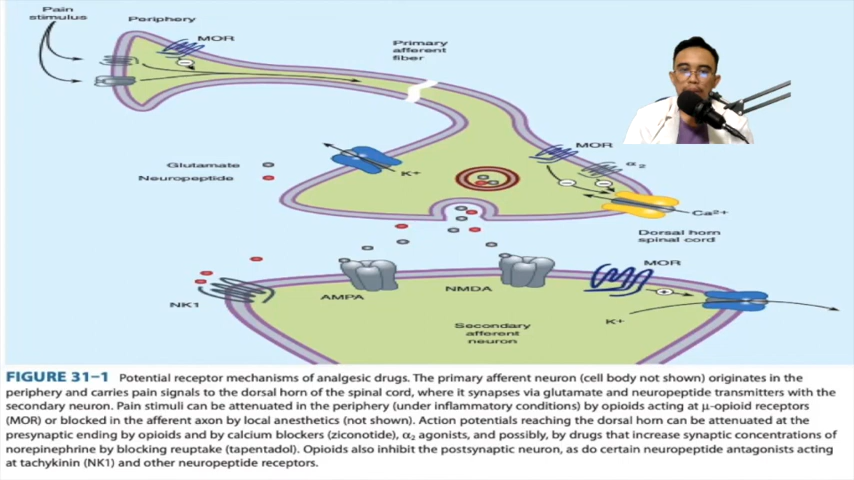 Pain
stimulus
Periphery
MOR
Primary
afferent
fiber
MOR
α2
Glutamate
Neuropeptide
K+
Ca2+
Dorsal horn
spinal cord
MOR
NK1
AMPA
NMDA
K+
Secondary
afferent
neuron
FIGURE 31–1 Potential receptor mechanisms of analgesic drugs. The primary afferent neuron (cell body not shown) originates in the
periphery and carries pain signals to the dorsal horn of the spinal cord, where it synapses via glutamate and neuropeptide transmitters with the
secondary neuron. Pain stimuli can be attenuated in the periphery (under inflammatory conditions) by opioids acting at μ-opioid receptors
(MOR) or blocked in the afferent axon by local anesthetics (not shown). Action potentials reaching the dorsal horn can be attenuated at the
presynaptic ending by opioids and by calcium blockers (ziconotide), α2 agonists, and possibly, by drugs that increase synaptic concentrations of
norepinephrine by blocking reuptake (tapentadol). Opioids also inhibit the postsynaptic neuron, as do certain neuropeptide antagonists acting
at tachykinin (NK1) and other neuropeptide receptors.